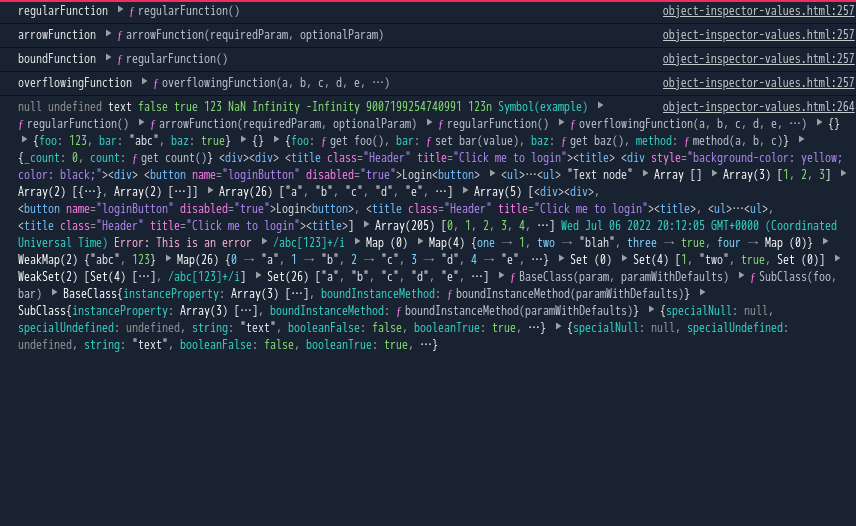 regularFunction ▶ ƒ regularFunction() object-inspector-values.html:257
arrowFunction ▶ ƒ arrowFunction(requiredParam, optionalParam) object-inspector-values.html:257
boundFunction ▶ ƒ regularFunction() object-inspector-values.html:257
overflowingFunction ▶ ƒ overflowingFunction(a, b, c, d, e, …) object-inspector-values.html:257
null undefined text false true 123 NaN Infinity -Infinity 9007199254740991 123n Symbol(example) ▶ object-inspector-values.html:264
ƒ regularFunction() ▶ ƒ arrowFunction(requiredParam, optionalParam) ▶ ƒ regularFunction() ▶ ƒ overflowingFunction(a, b, c, d, e, …) ▶ {}
▶ {foo: 123, bar: "abc", baz: true} ▶ {} ▶ {foo: ƒ get foo(), bar: ƒ set bar(value), baz: ƒ get baz(), method: ƒ method(a, b, c)} ▶
{_count: 0, count: ƒ get count()} <div><div> <title class="Header" title="Click me to login"><title> <div style="background-color: yellow;
color: black;"><div> <button name="loginButton" disabled="true">Login<button> ▶ <ul>…<ul> "Text node" ▶ Array [] ▶ Array(3) [1, 2, 3] ▶
Array(2) [{…}, Array(2) […]] ▶ Array(26) ["a", "b", "c", "d", "e", …] ▶ Array(5) [<div><div>,
<button name="loginButton" disabled="true">Login<button>, <title class="Header" title="Click me to login"><title>, <ul>…<ul>,
<title class="Header" title="Click me to login"><title>] ▶ Array(205) [0, 1, 2, 3, 4, …] Wed Jul 06 2022 20:12:05 GMT+0000 (Coordinated
Universal Time) Error: This is an error ▶ /abc[123]+/i ▶ Map (0) ▶ Map(4) {one → 1, two → "blah", three → true, four → Map (0)} ▶
WeakMap(2) {"abc", 123} ▶ Map(26) {0 → "a", 1 → "b", 2 → "c", 3 → "d", 4 → "e", …} ▶ Set (0) ▶ Set(4) [1, "two", true, Set (0)] ▶
WeakSet(2) [Set(4) […], /abc[123]+/i] ▶ Set(26) ["a", "b", "c", "d", "e", …] ▶ ƒ BaseClass(param, paramWithDefaults) ▶ ƒ SubClass(foo,
bar) ▶ BaseClass{instanceProperty: Array(3) […], boundInstanceMethod: ƒ boundInstanceMethod(paramWithDefaults)} ▶
SubClass{instanceProperty: Array(3) […], boundInstanceMethod: ƒ boundInstanceMethod(paramWithDefaults)} ▶ {specialNull: null,
specialUndefined: undefined, string: "text", booleanFalse: false, booleanTrue: true, …} ▶ {specialNull: null, specialUndefined:
undefined, string: "text", booleanFalse: false, booleanTrue: true, …}